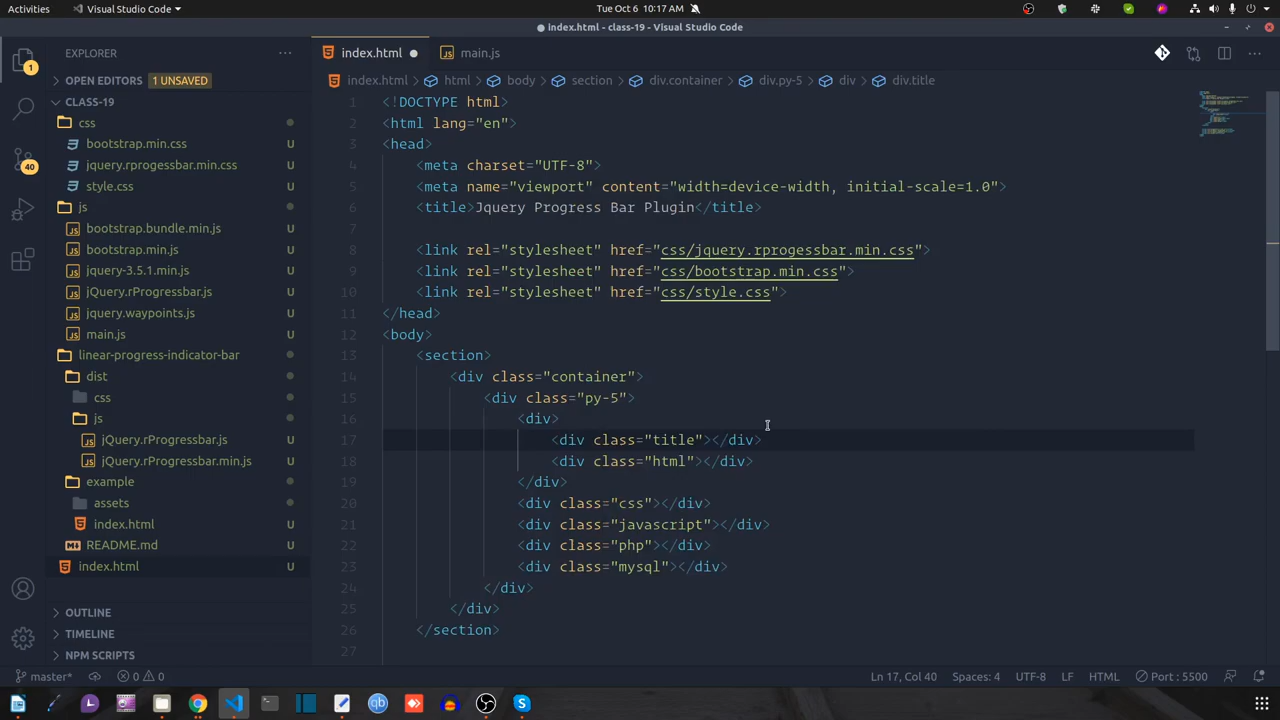 Activities
Visual Studio Code
Tue Oct 6 10:17 AM
index.html - class-19 - Visual Studio Code
EXPLORER
index.html
main.js
OPEN EDITORS
1 UNSAVED
index.html > html > body > section > div.container > div.py-5 > div > div.title
CLASS-19
css
bootstrap.min.css
jquery.rprogessbar.min.css U
style.css U
js
bootstrap.bundle.min.js U
bootstrap.min.js U
jquery-3.5.1.min.js U
jQuery.rProgressbar.js U
jquery.waypoints.js U
main.js U
linear-progress-indicator-bar
dist
css
js
jQuery.rProgressbar.js U
jQuery.rProgressbar.min.js U
example
assets
index.html U
README.md U
index.html U
OUTLINE
TIMELINE
NPM SCRIPTS
1
40
1 <!DOCTYPE html>
2 <html lang="en">
3 <head>
4 <meta charset="UTF-8">
5 <meta name="viewport" content="width=device-width, initial-scale=1.0">
6 <title>Jquery Progress Bar Plugin</title>
7
8 <link rel="stylesheet" href="css/jquery.rprogessbar.min.css">
9 <link rel="stylesheet" href="css/bootstrap.min.css">
10 <link rel="stylesheet" href="css/style.css">
11 </head>
12 <body>
13 <section>
14 <div class="container">
15 <div class="py-5">
16 <div>
17 <div class="title"></div>
18 <div class="html"></div>
19 </div>
20 <div class="css"></div>
21 <div class="javascript"></div>
22 <div class="php"></div>
23 <div class="mysql"></div>
24 </div>
25 </div>
26 </section>
27
master*
0 0
Ln 17, Col 40
Spaces: 4
UTF-8
LF
HTML
Port : 5500